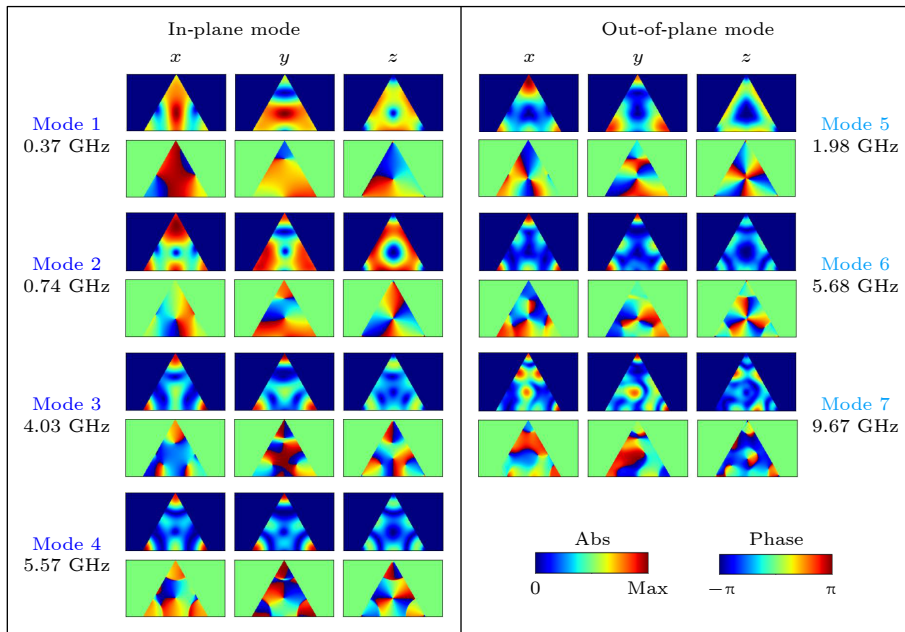 In-plane mode
x y z
Mode 1
0.37 GHz
Mode 2
0.74 GHz
Mode 3
4.03 GHz
Mode 4
5.57 GHz
Out-of-plane mode
x y z
Mode 5
1.98 GHz
Mode 6
5.68 GHz
Mode 7
9.67 GHz
Abs
0 Max
Phase
−π π